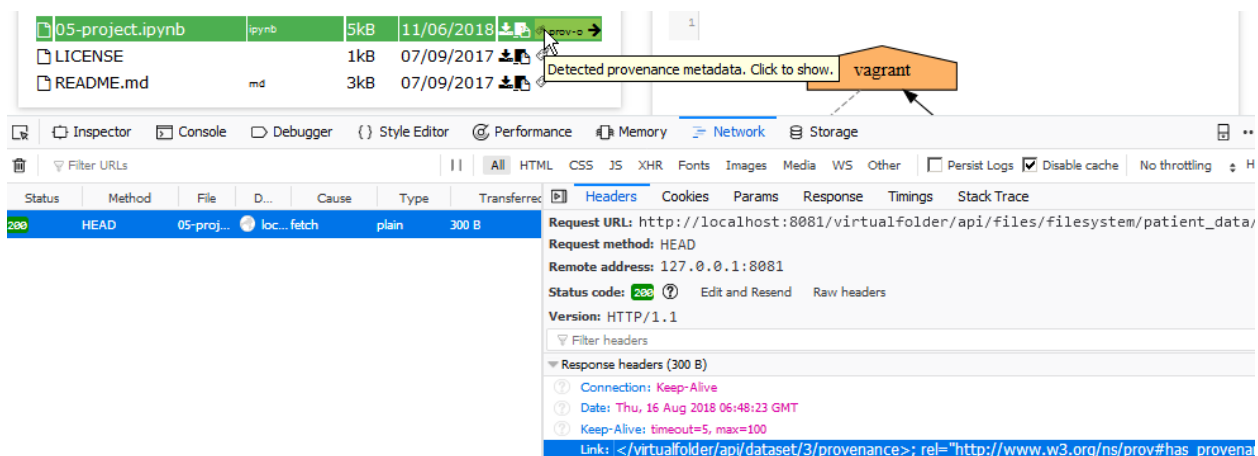 05-project.ipynb ipynb 5kB 11/06/2018 prov-o
LICENSE 1kB 07/09/2017
README.md md 3kB 07/09/2017
Detected provenance metadata. Click to show.
1
vagrant
Inspector Console Debugger {} Style Editor Performance Memory Network Storage
Filter URLs All HTML CSS JS XHR Fonts Images Media WS Other Persist Logs Disable cache No throttling H
Status Method File D... Cause Type Transferred
200 HEAD 05-proj... loc... fetch plain 300 B
Headers Cookies Params Response Timings Stack Trace
Request URL: http://localhost:8081/virtualfolder/api/files/filesystem/patient_data/
Request method: HEAD
Remote address: 127.0.0.1:8081
Status code: 200 ? Edit and Resend Raw headers
Version: HTTP/1.1
Filter headers
Response headers (300 B)
? Connection: Keep-Alive
? Date: Thu, 16 Aug 2018 06:48:23 GMT
? Keep-Alive: timeout=5, max=100
Link: </virtualfolder/api/dataset/3/provenance>; rel="http://www.w3.org/ns/prov#has_provenan